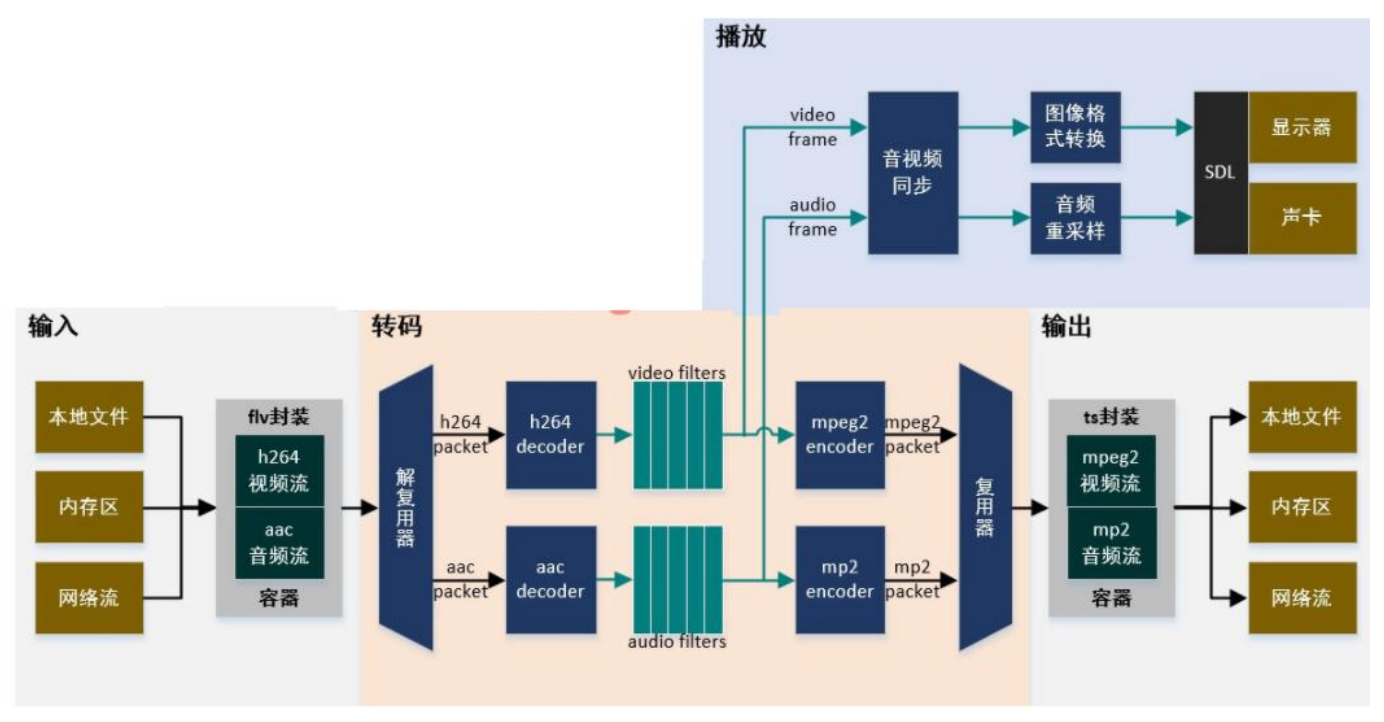 播放
video
frame
audio
frame
音视频
同步
图像格
式转换
音频
重采样
SDL
显示器
声卡
输入
本地文件
内存区
网络流
flv封装
h264
视频流
aac
音频流
容器
转码
解复用器
h264
packet
aac
packet
h264
decoder
aac
decoder
video filters
audio filters
mpeg2
encoder
mp2
encoder
mpeg2
packet
mp2
packet
复用器
输出
ts封装
mpeg2
视频流
mp2
音频流
容器
本地文件
内存区
网络流